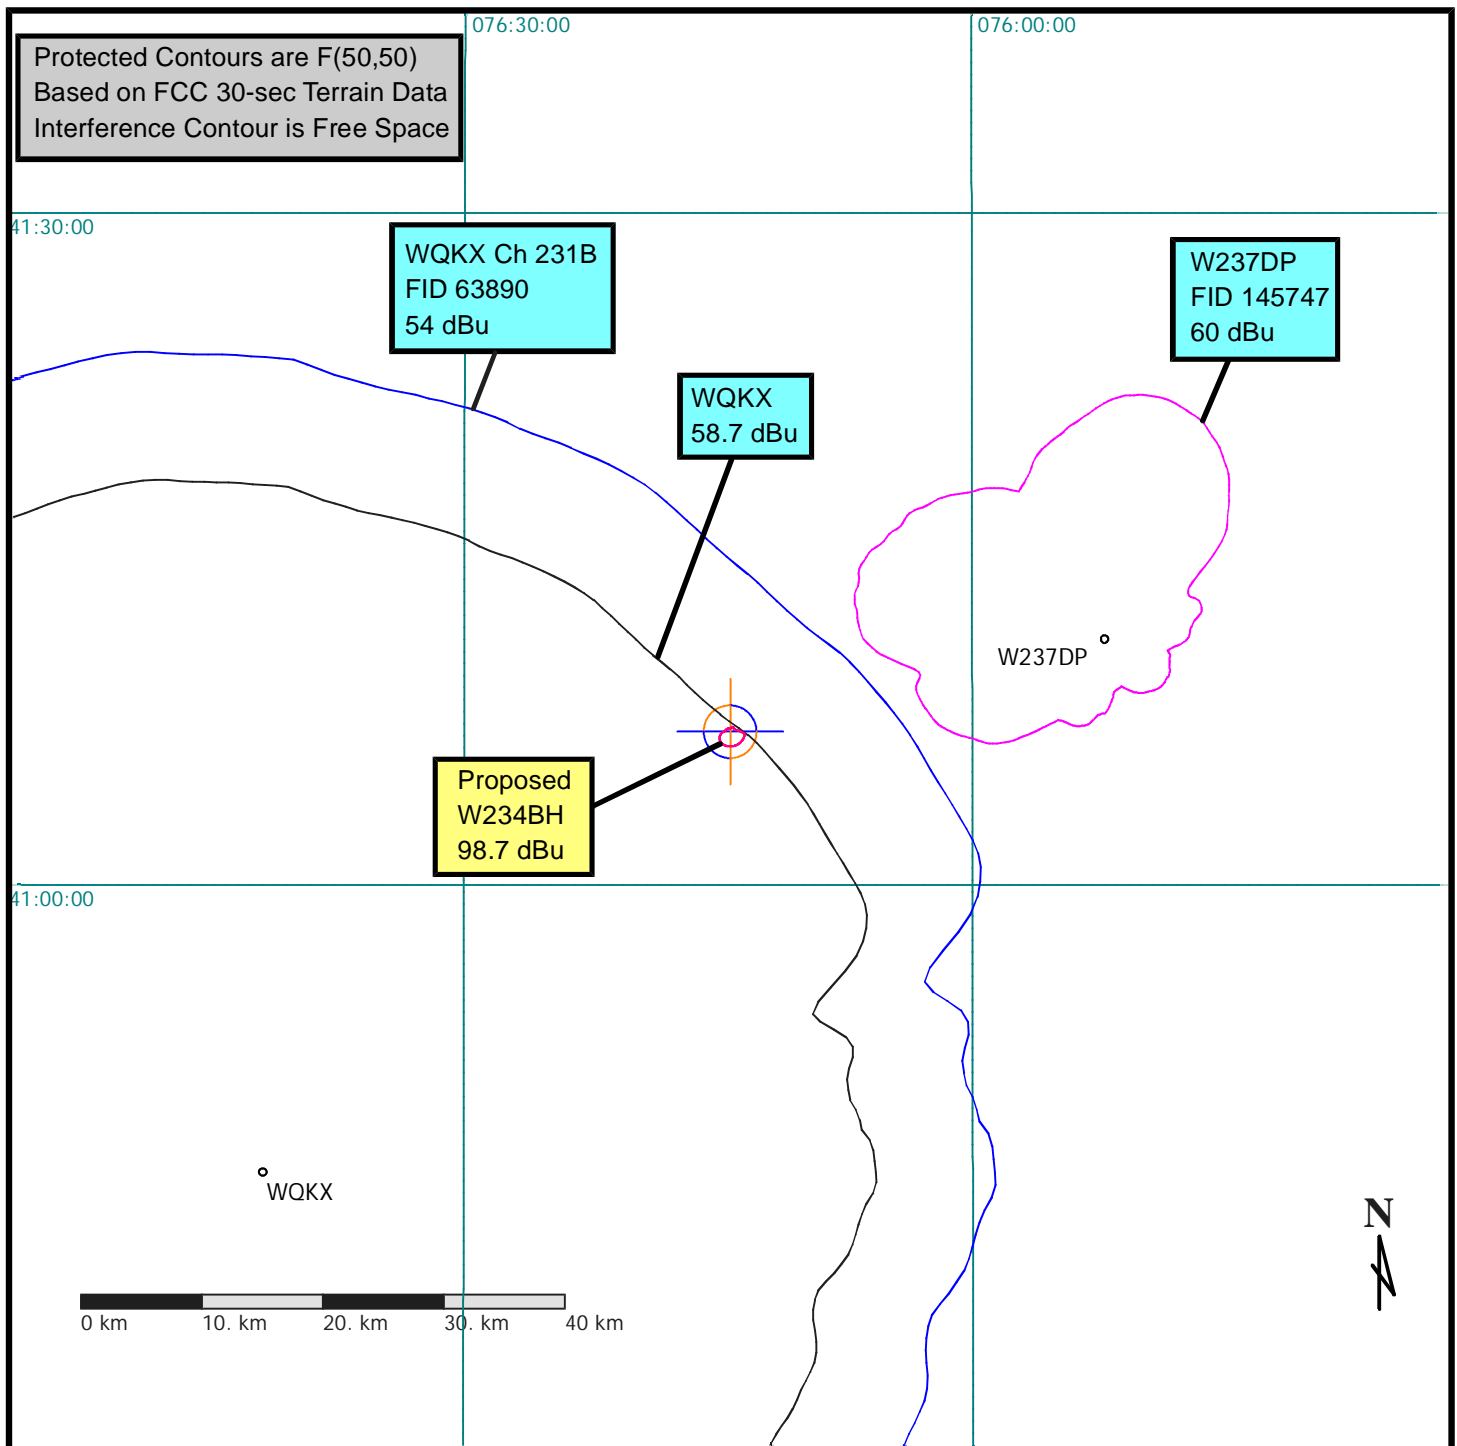 076:30:00
076:00:00
Protected Contours are F(50,50)
Based on FCC 30-sec Terrain Data
Interference Contour is Free Space
41:30:00
WQKX Ch 231B
FID 63890
54 dBu
W237DP
FID 145747
60 dBu
WQKX
58.7 dBu
W237DP
Proposed
W234BH
98.7 dBu
41:00:00
WQKX
N
0 km
10. km
20. km
30. km
40 km